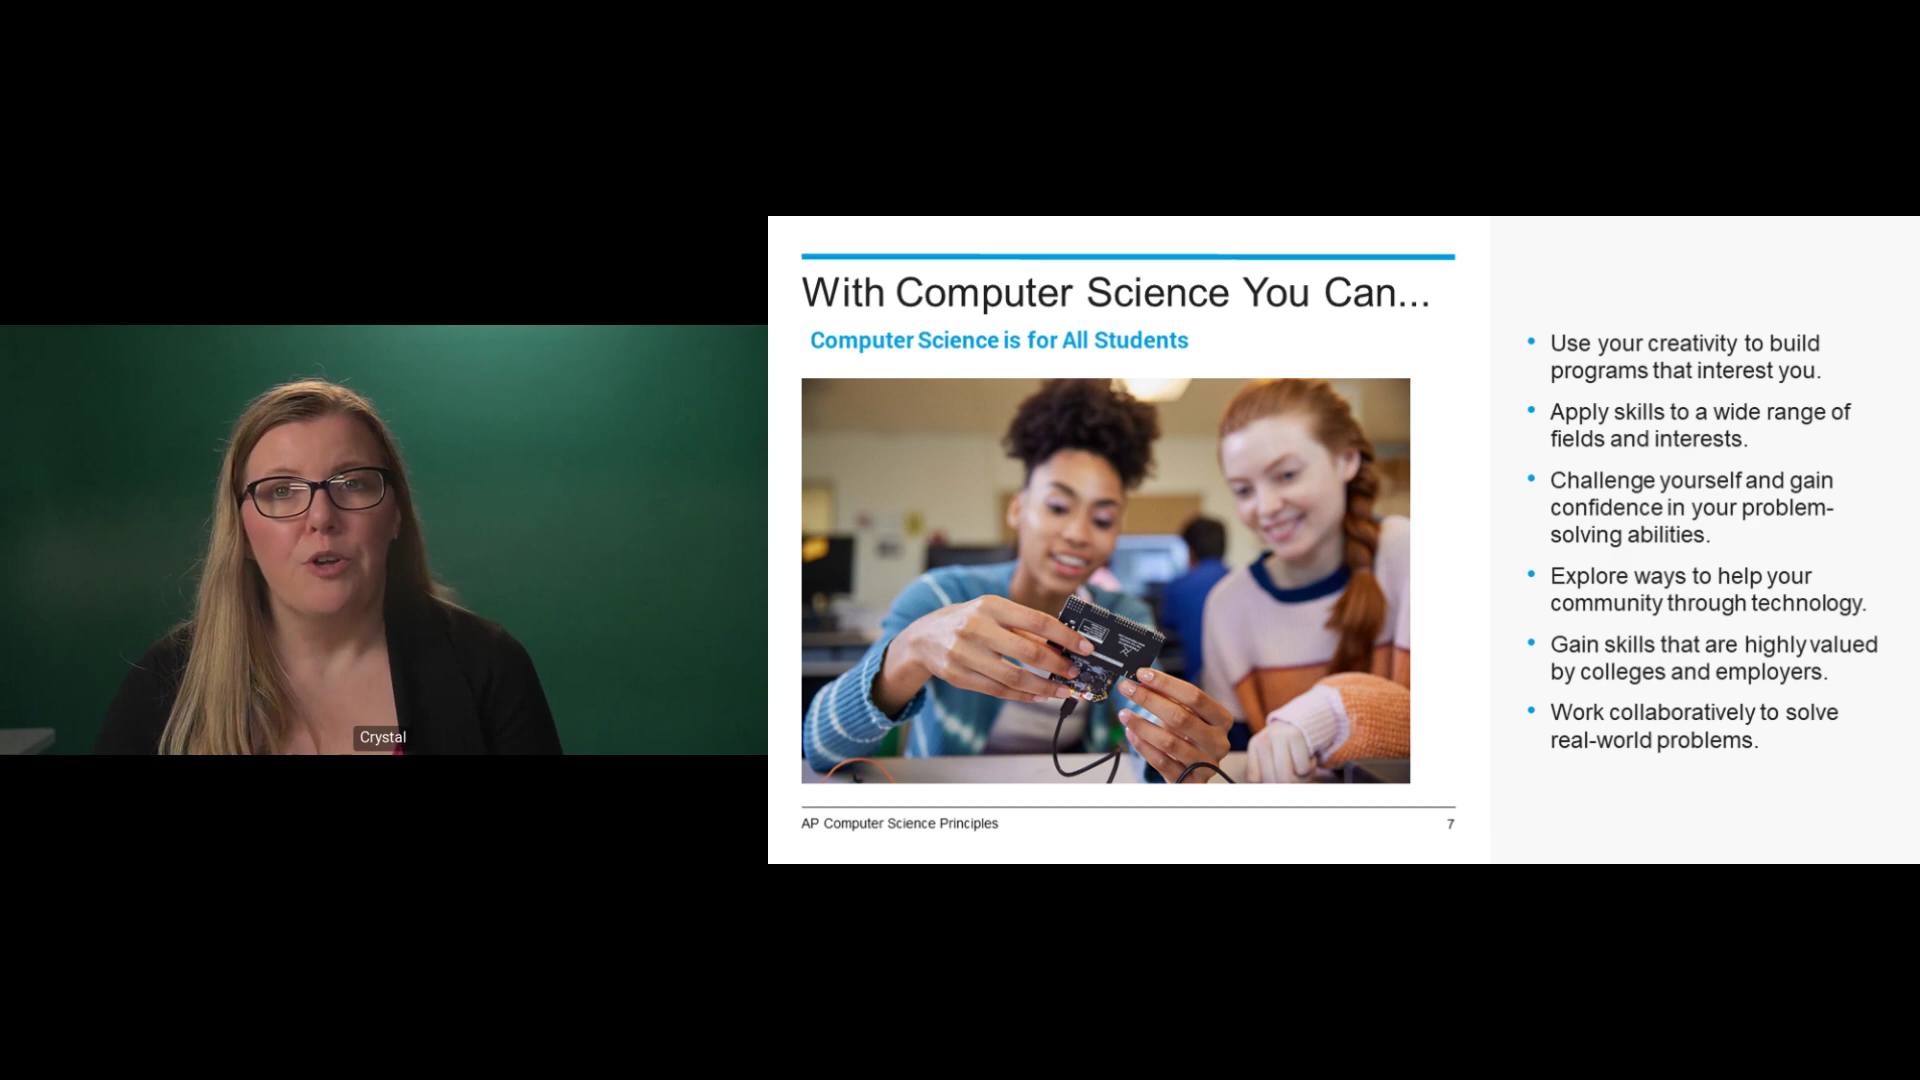 With Computer Science You Can...
Computer Science is for All Students
• Use your creativity to build
programs that interest you.
• Apply skills to a wide range of
fields and interests.
• Challenge yourself and gain
confidence in your problem-
solving abilities.
• Explore ways to help your
community through technology.
• Gain skills that are highly valued
by colleges and employers.
• Work collaboratively to solve
real-world problems.
Crystal
AP Computer Science Principles
7